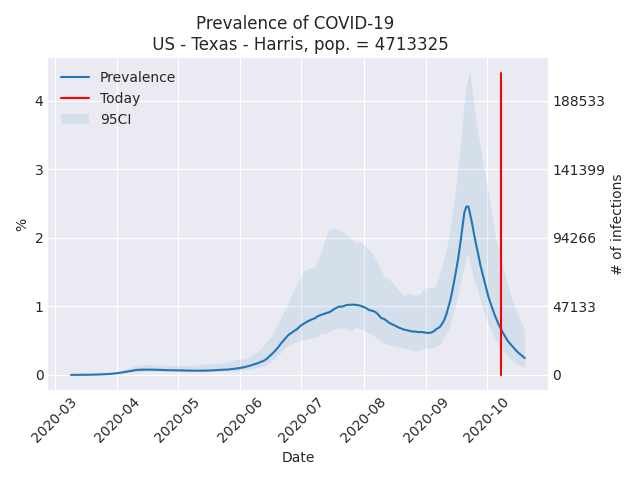 Prevalence of COVID-19
US - Texas - Harris, pop. = 4713325
Prevalence
Today
95CI
4
3
2
1
0
%
188533
141399
94266
47133
0
# of infections
2020-03
2020-04
2020-05
2020-06
2020-07
2020-08
2020-09
2020-10
Date